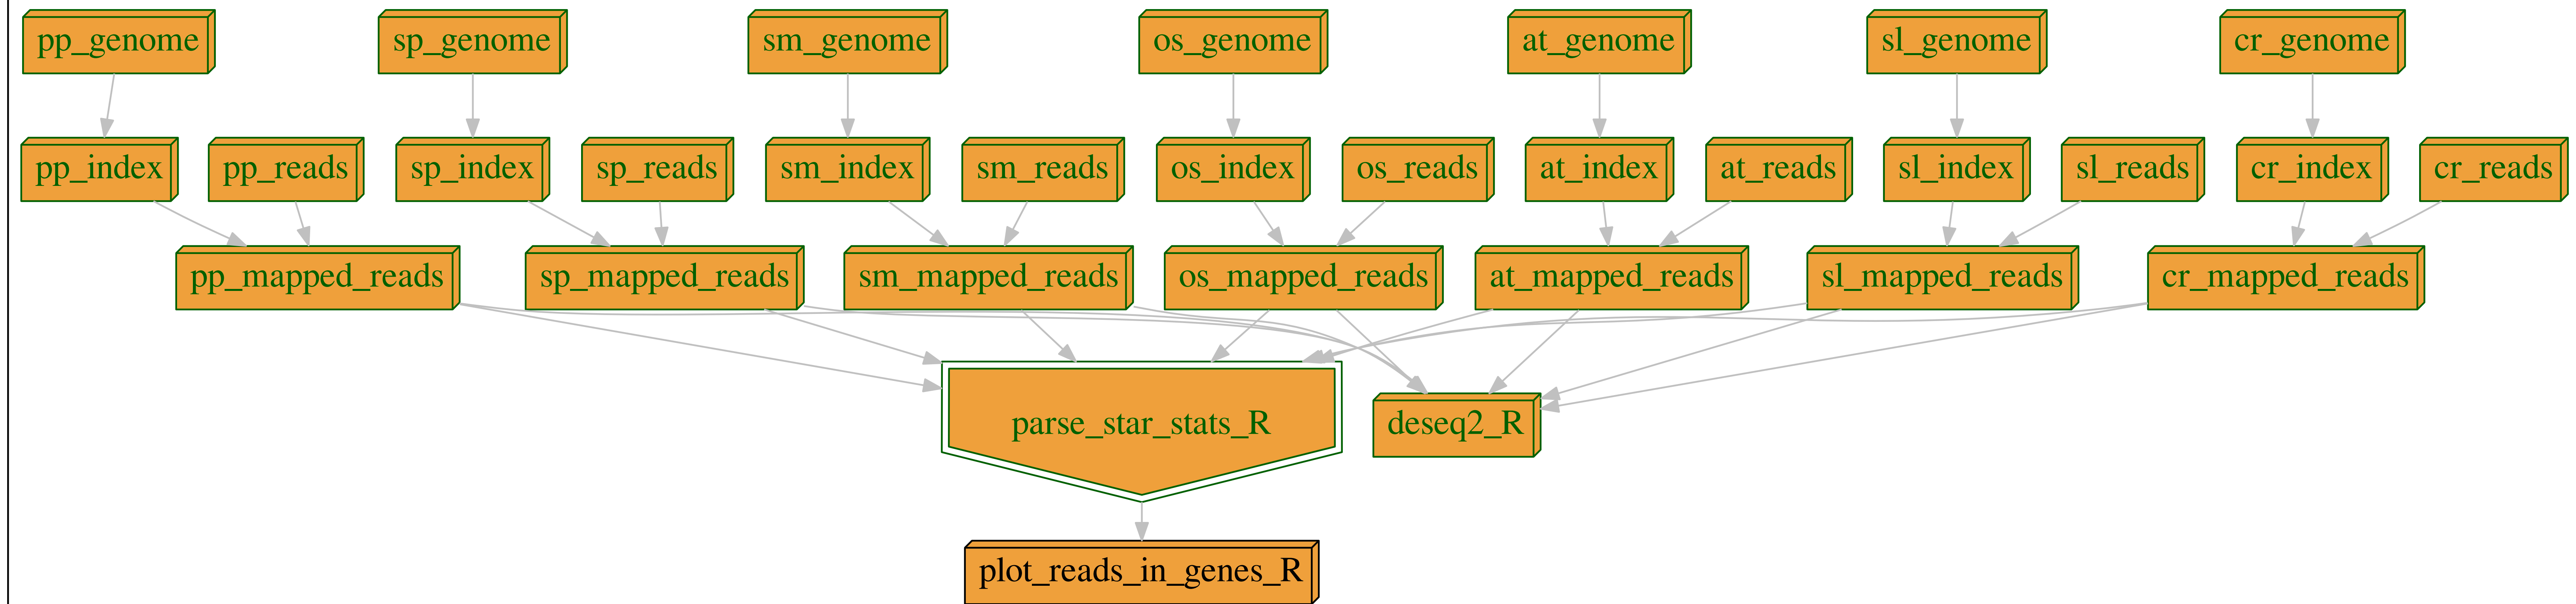 pp_genome
sp_genome
sm_genome
os_genome
at_genome
sl_genome
cr_genome
pp_index
pp_reads
sp_index
sp_reads
sm_index
sm_reads
os_index
os_reads
at_index
at_reads
sl_index
sl_reads
cr_index
cr_reads
pp_mapped_reads
sp_mapped_reads
sm_mapped_reads
os_mapped_reads
at_mapped_reads
sl_mapped_reads
cr_mapped_reads
parse_star_stats_R
deseq2_R
plot_reads_in_genes_R